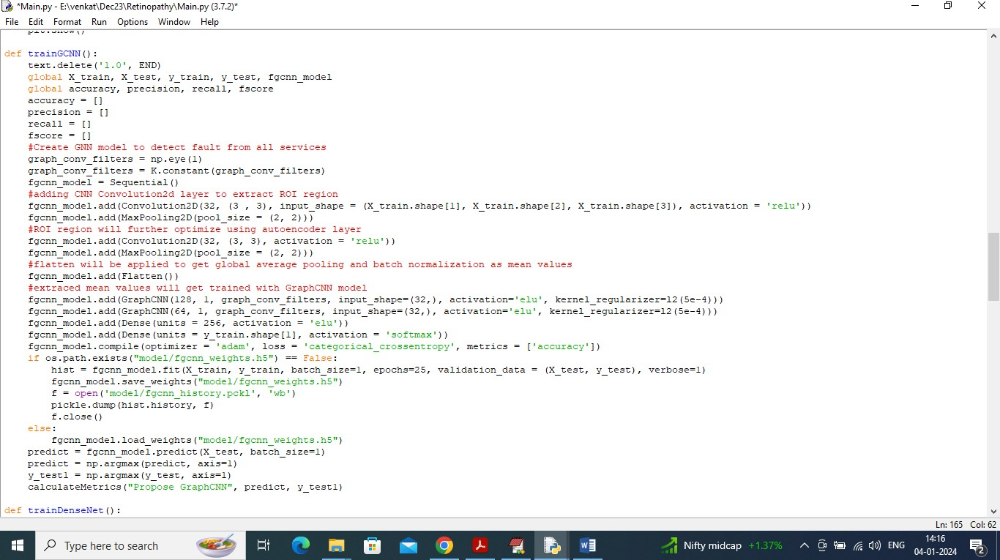 *Main.py - E:\venkat\Dec23\Retinopathy\Main.py (3.7.2)*
File Edit Format Run Options Window Help
plt.show()
def trainGCNN():
    text.delete('1.0', END)
    global X_train, X_test, y_train, y_test, fgcnn_model
    global accuracy, precision, recall, fscore
    accuracy = []
    precision = []
    recall = []
    fscore = []
    #Create GNN model to detect fault from all services
    graph_conv_filters = np.eye(1)
    graph_conv_filters = K.constant(graph_conv_filters)
    fgcnn_model = Sequential()
    #adding CNN Convolution2d layer to extract ROI region
    fgcnn_model.add(Convolution2D(32, (3 , 3), input_shape = (X_train.shape[1], X_train.shape[2], X_train.shape[3]), activation = 'relu'))
    fgcnn_model.add(MaxPooling2D(pool_size = (2, 2)))
    #ROI region will further optimize using autoencoder layer
    fgcnn_model.add(Convolution2D(32, (3, 3), activation = 'relu'))
    fgcnn_model.add(MaxPooling2D(pool_size = (2, 2)))
    #flatten will be applied to get global average pooling and batch normalization as mean values
    fgcnn_model.add(Flatten())
    #extraced mean values will get trained with GraphCNN model
    fgcnn_model.add(GraphCNN(128, 1, graph_conv_filters, input_shape=(32,), activation='elu', kernel_regularizer=l2(5e-4)))
    fgcnn_model.add(GraphCNN(64, 1, graph_conv_filters, input_shape=(32,), activation='elu', kernel_regularizer=l2(5e-4)))
    fgcnn_model.add(Dense(units = 256, activation = 'elu'))
    fgcnn_model.add(Dense(units = y_train.shape[1], activation = 'softmax'))
    fgcnn_model.compile(optimizer = 'adam', loss = 'categorical_crossentropy', metrics = ['accuracy'])
    if os.path.exists("model/fgcnn_weights.h5") == False:
        hist = fgcnn_model.fit(X_train, y_train, batch_size=1, epochs=25, validation_data = (X_test, y_test), verbose=1)
        fgcnn_model.save_weights("model/fgcnn_weights.h5")
        f = open('model/fgcnn_history.pckl', 'wb')
        pickle.dump(hist.history, f)
        f.close()
    else:
        fgcnn_model.load_weights("model/fgcnn_weights.h5")
    predict = fgcnn_model.predict(X_test, batch_size=1)
    predict = np.argmax(predict, axis=1)
    y_test1 = np.argmax(y_test, axis=1)
    calculateMetrics("Propose GraphCNN", predict, y_test1)
def trainDenseNet():
Ln: 165 Col: 62
Type here to search
Nifty midcap +1.37%
ENG
14:16
04-01-2024
2